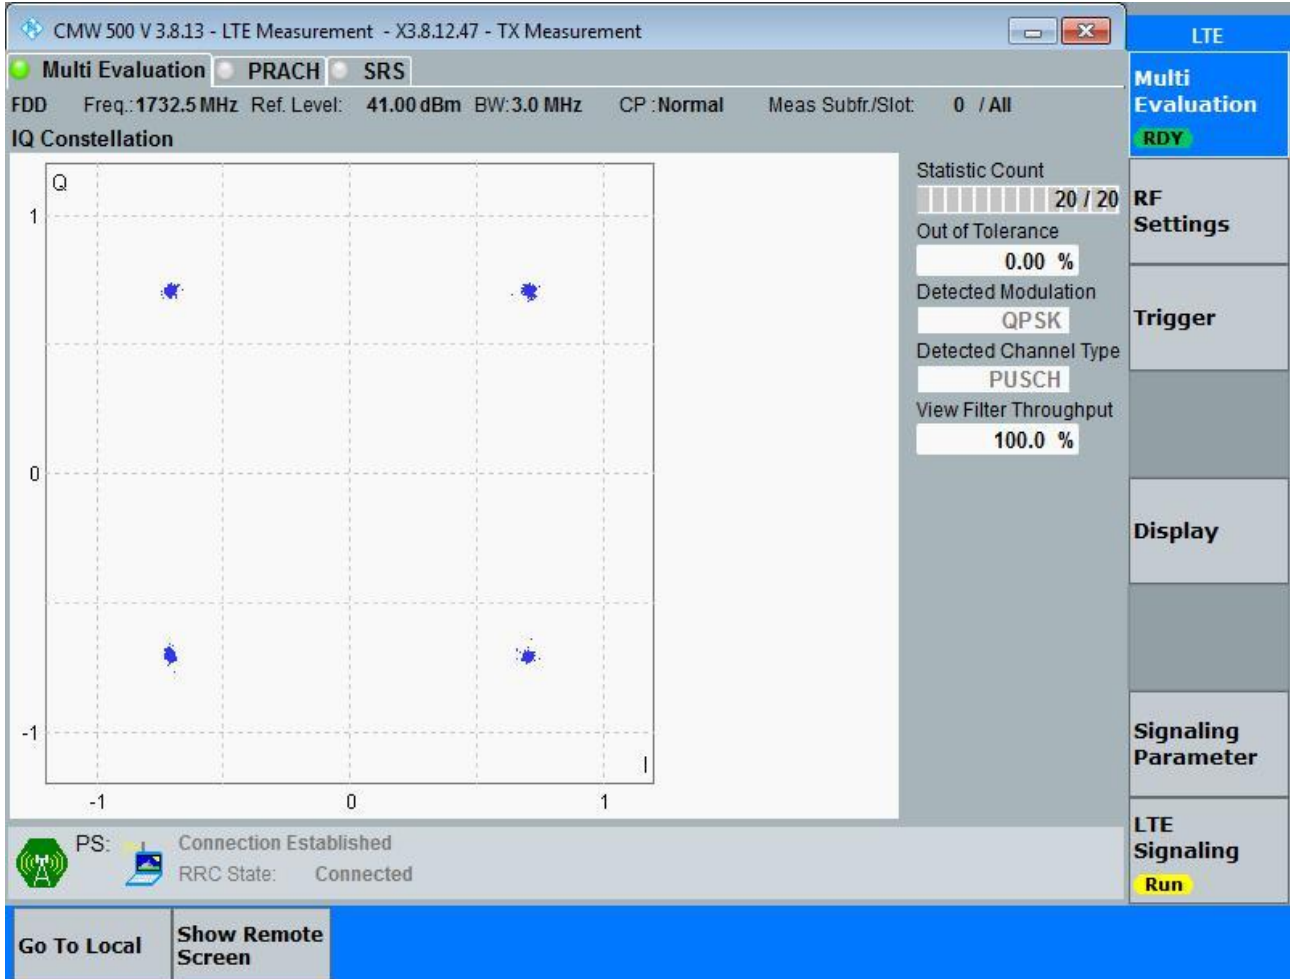 CMW 500 V 3.8.13 - LTE Measurement - X3.8.12.47 - TX Measurement
LTE
Multi Evaluation PRACH SRS
Multi
Evaluation
RDY
FDD Freq.:1732.5 MHz Ref. Level: 41.00 dBm BW:3.0 MHz CP :Normal Meas Subfr./Slot: 0 / All
IQ Constellation
Q
1
0
-1
I
-1 0 1
Statistic Count
20 / 20
Out of Tolerance
0.00 %
Detected Modulation
QPSK
Detected Channel Type
PUSCH
View Filter Throughput
100.0 %
RF
Settings
Trigger
Display
Signaling
Parameter
LTE
Signaling
Run
PS: Connection Established
RRC State: Connected
Go To Local
Show Remote
Screen